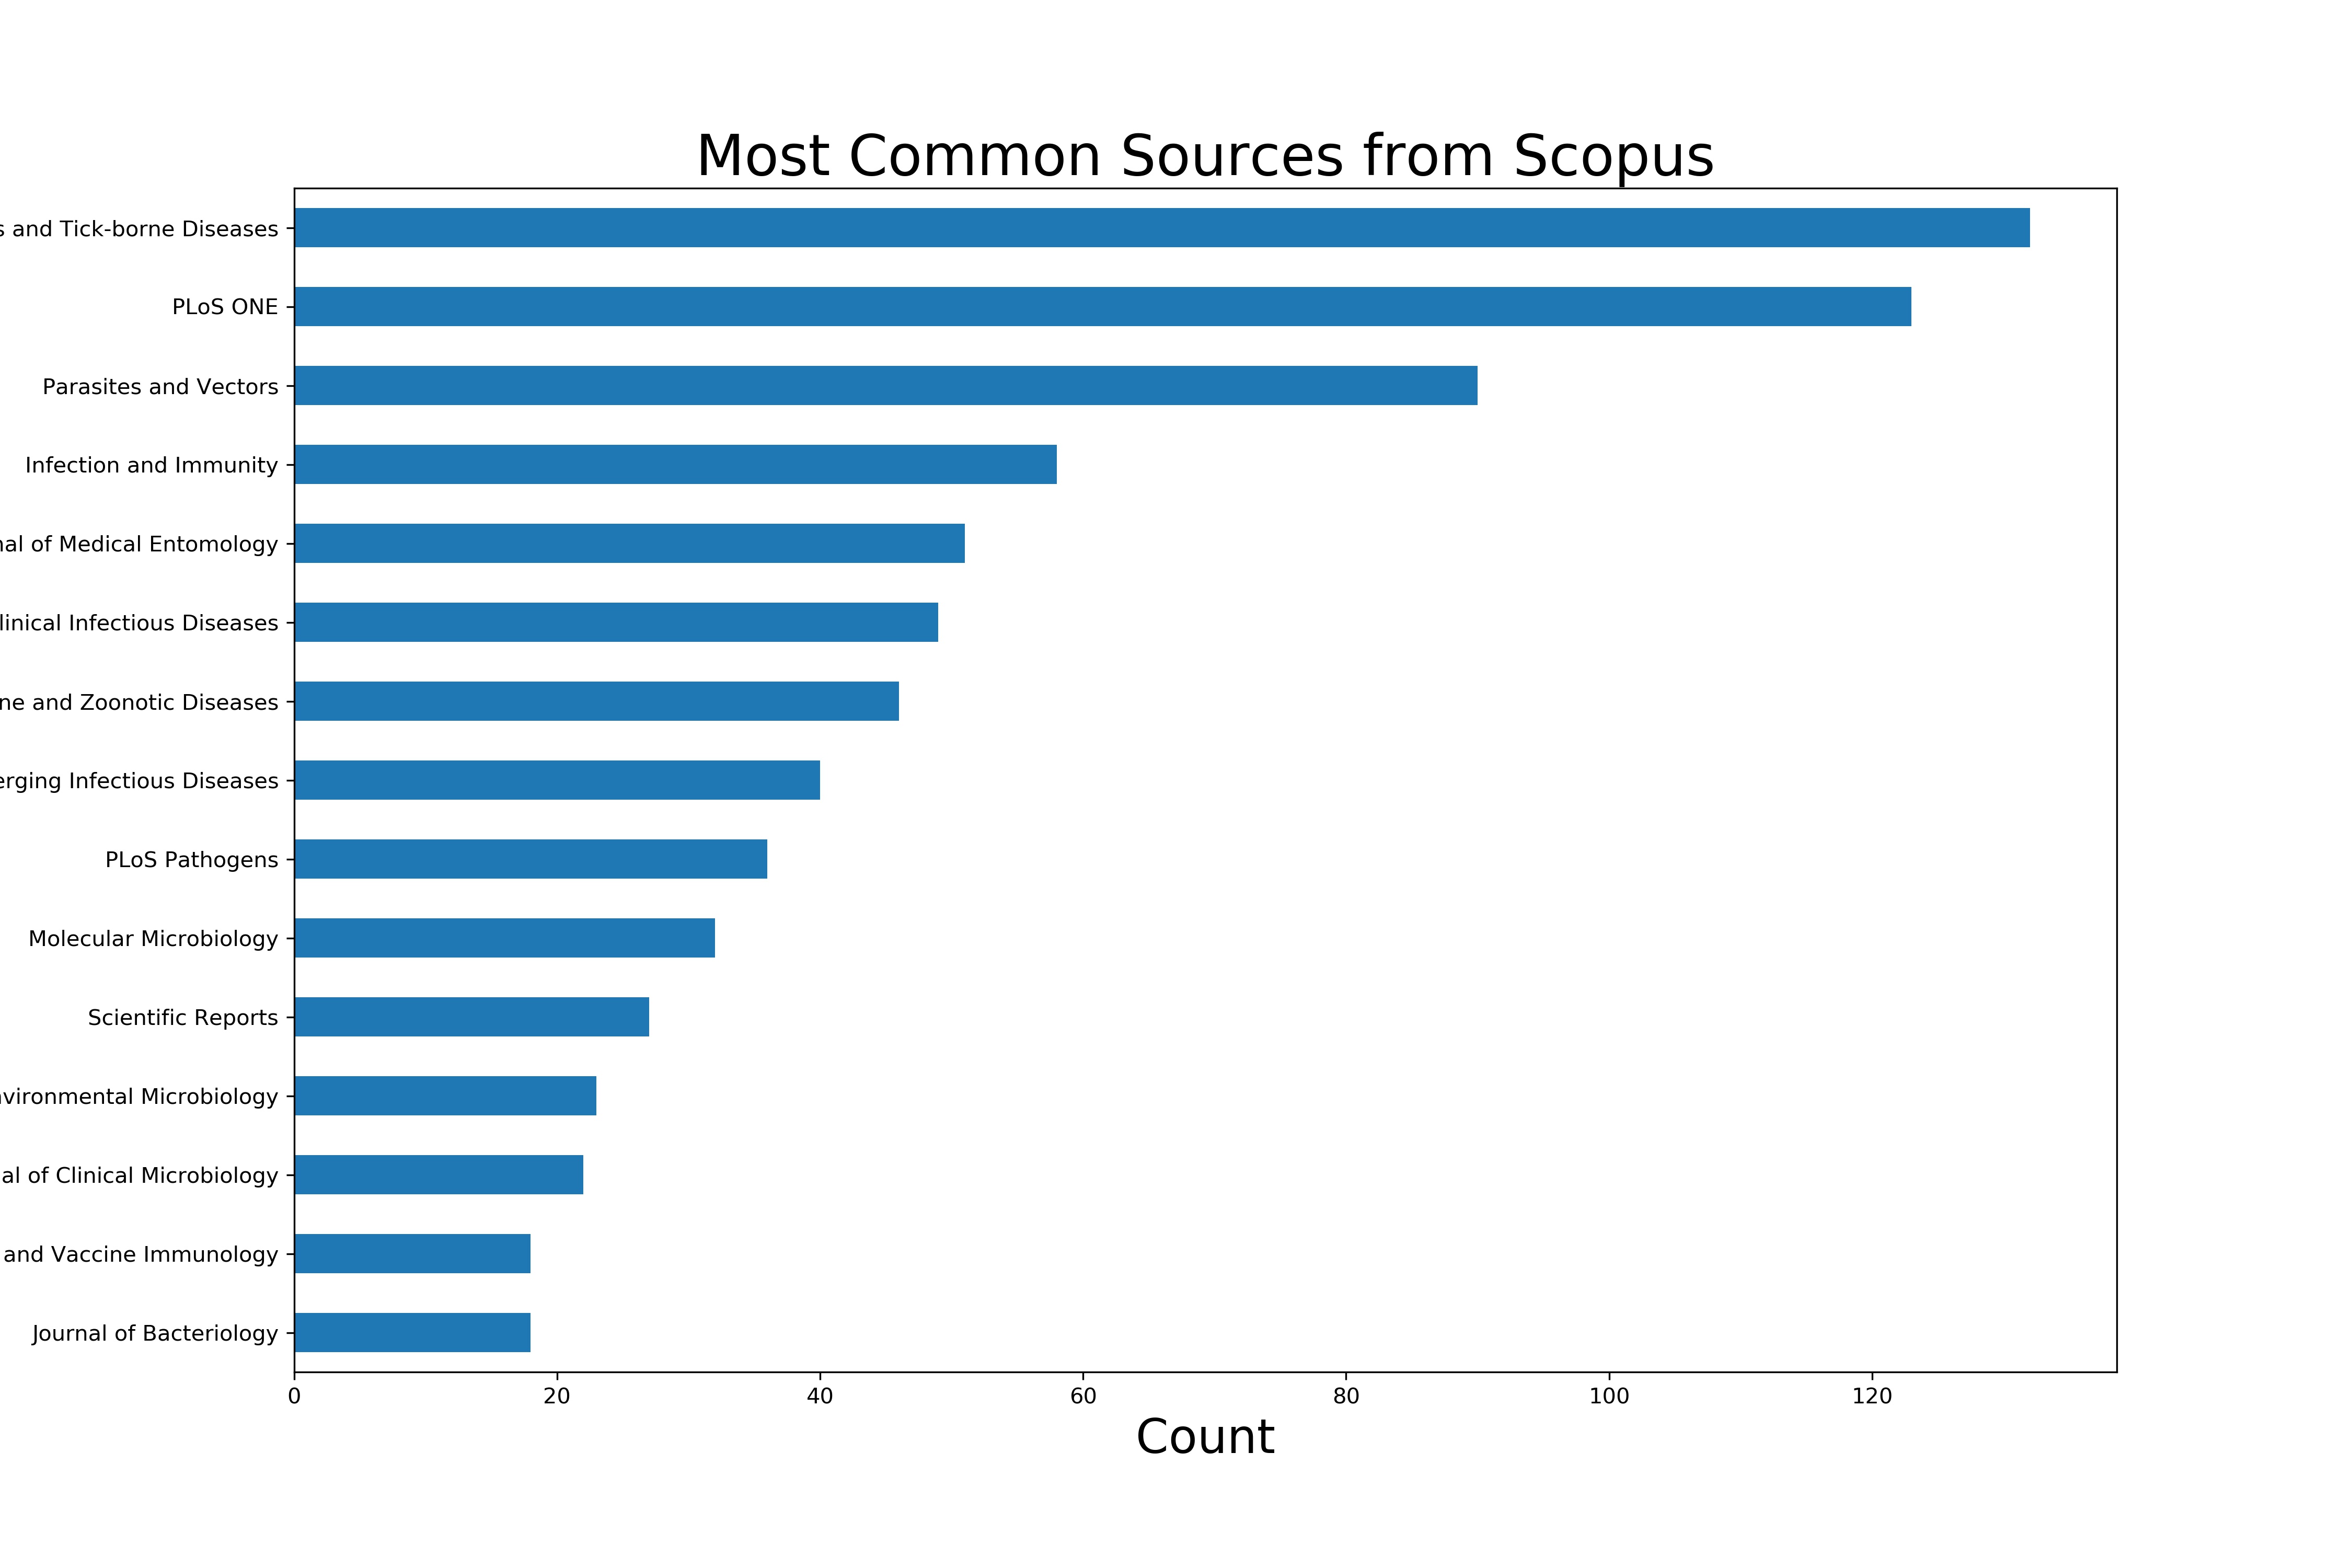 Most Common Sources from Scopus
s and Tick-borne Diseases
PLoS ONE
Parasites and Vectors
Infection and Immunity
nal of Medical Entomology
linical Infectious Diseases
ne and Zoonotic Diseases
erging Infectious Diseases
PLoS Pathogens
Molecular Microbiology
Scientific Reports
nvironmental Microbiology
al of Clinical Microbiology
and Vaccine Immunology
Journal of Bacteriology
0 20 40 60 80 100 120
Count